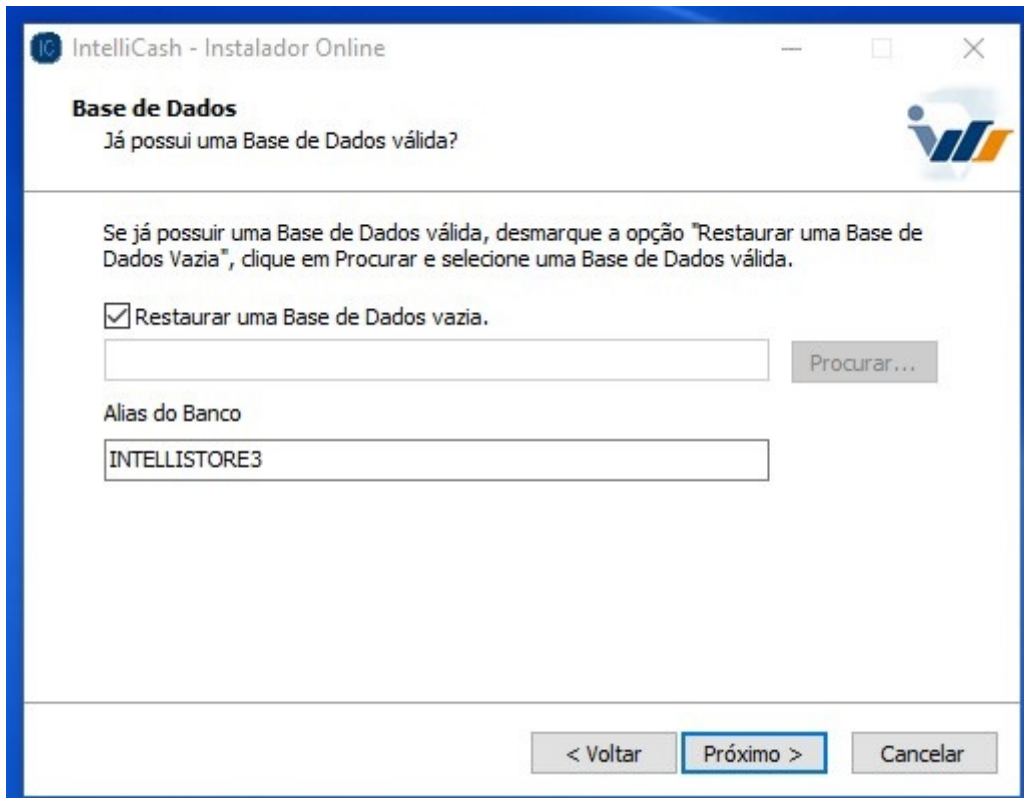 IC IntelliCash - Instalador Online
Base de Dados
Já possui uma Base de Dados válida?
Se já possuir uma Base de Dados válida, desmarque a opção "Restaurar uma Base de
Dados Vazia", clique em Procurar e selecione uma Base de Dados válida.
Restaurar uma Base de Dados vazia.
Procurar...
Alias do Banco
INTELLISTORE3
< Voltar
Próximo >
Cancelar